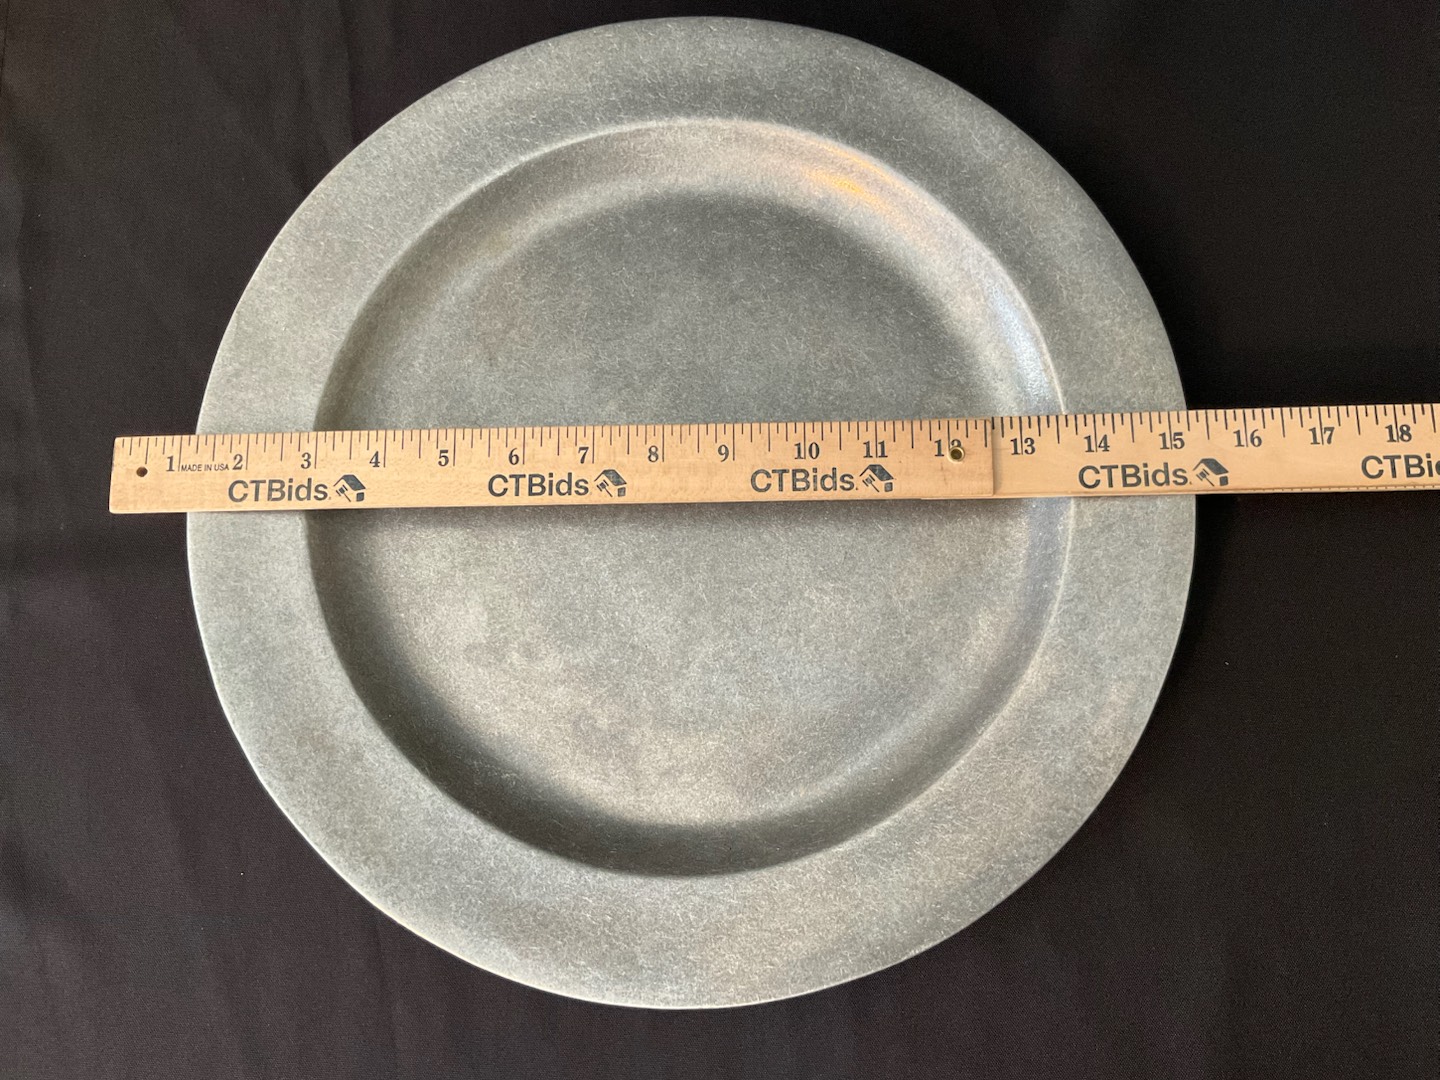 1 MADE IN USA 2 3 4 5 6 7 8 9 10 11 12 13 14 15 16 17 18
CTBids. CTBids. CTBids. CTBids. CTBi